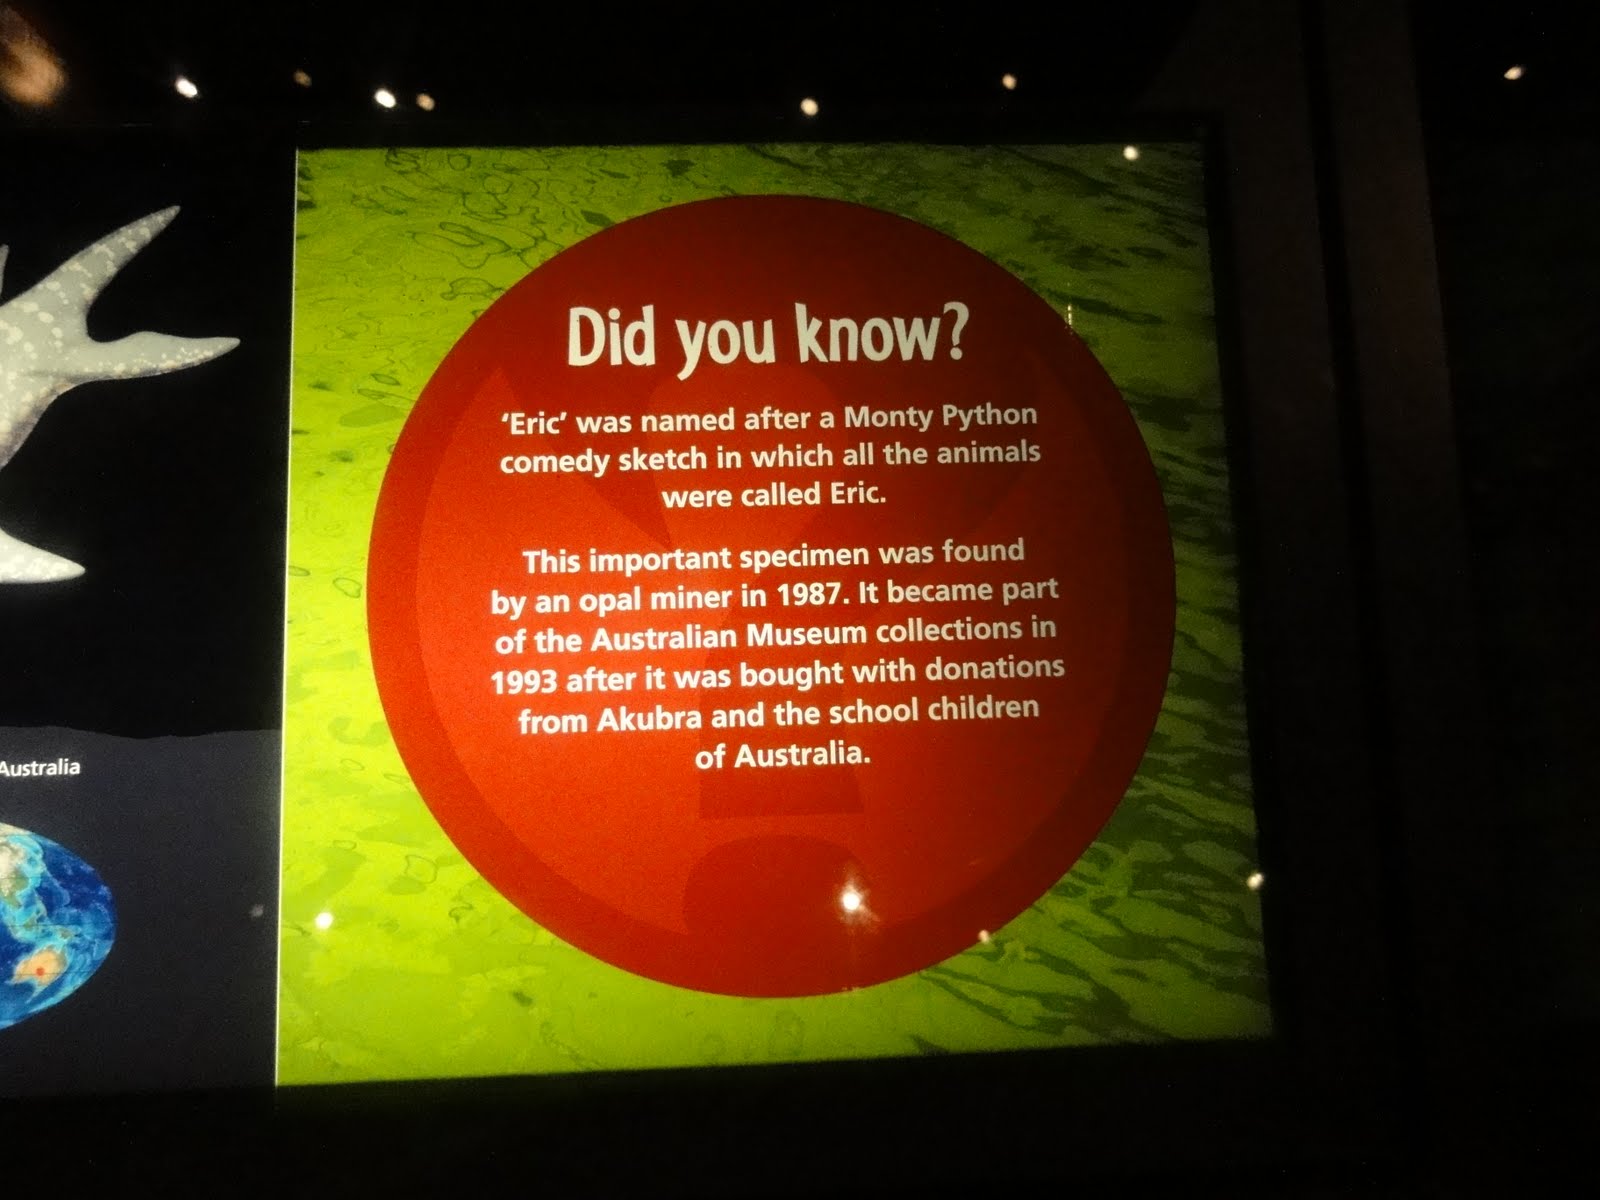 Did you know?
‘Eric’ was named after a Monty Python
comedy sketch in which all the animals
were called Eric.
This important specimen was found
by an opal miner in 1987. It became part
of the Australian Museum collections in
1993 after it was bought with donations
from Akubra and the school children
of Australia.
Australia